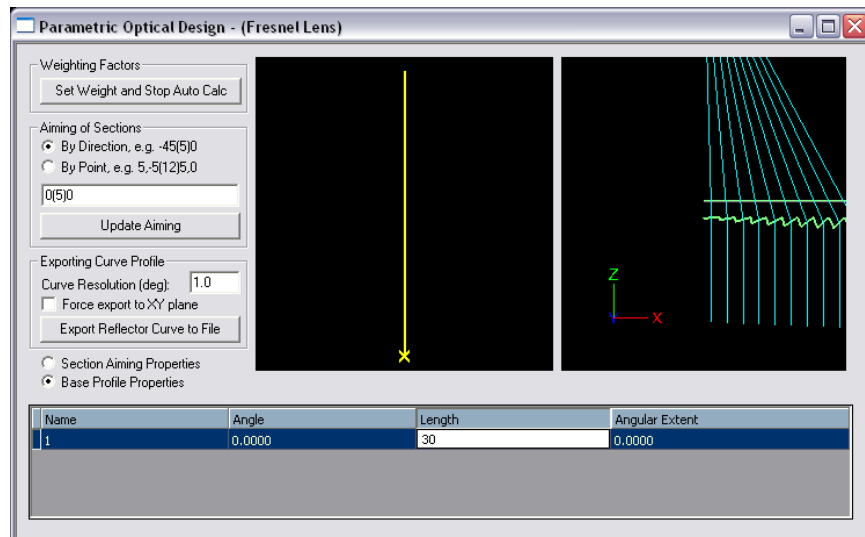 Parametric Optical Design - (Fresnel Lens)
Weighting Factors
Set Weight and Stop Auto Calc
Aiming of Sections
By Direction, e.g. -45(5)0
By Point, e.g. 5,-5(12)5,0
0(5)0
Update Aiming
Exporting Curve Profile
Curve Resolution (deg): 1.0
Force export to XY plane
Export Reflector Curve to File
Section Aiming Properties
Base Profile Properties
Z
X
Name Angle Length Angular Extent
1 0.0000 30 0.0000